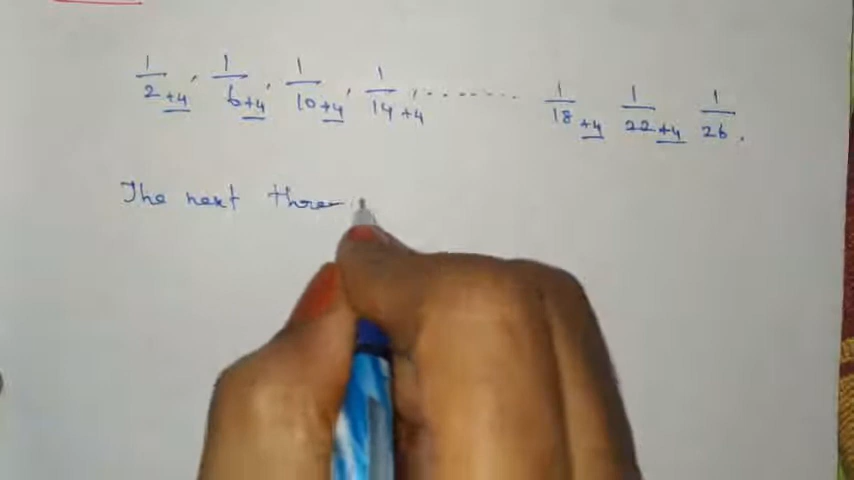 1/2+4, 1/6+4, 1/10+4, 1/14+4, ........ 1/18+4 1/22+4 1/26.
The next three